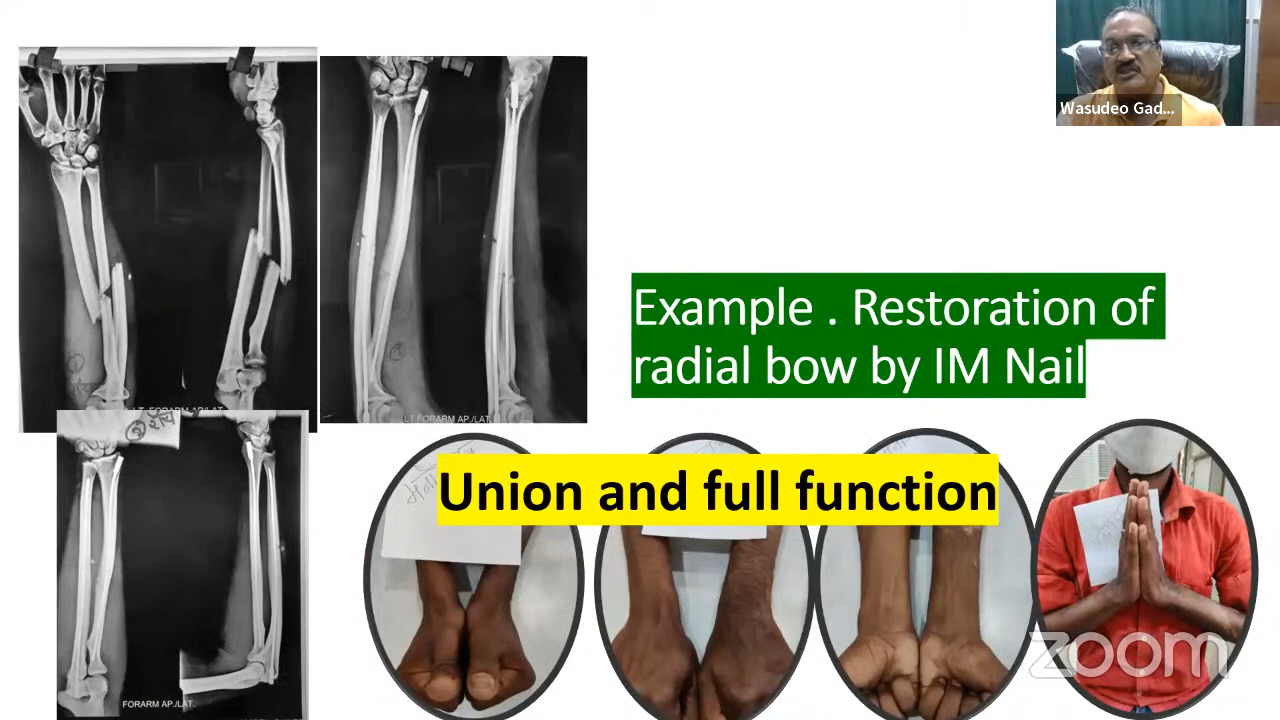 Wasudeo Gad...
LT FORARM AP./LAT.
LT FORARM AP./LAT.
Example . Restoration of
radial bow by IM Nail
Union and full function
FORARM AP./LAT.
zoom